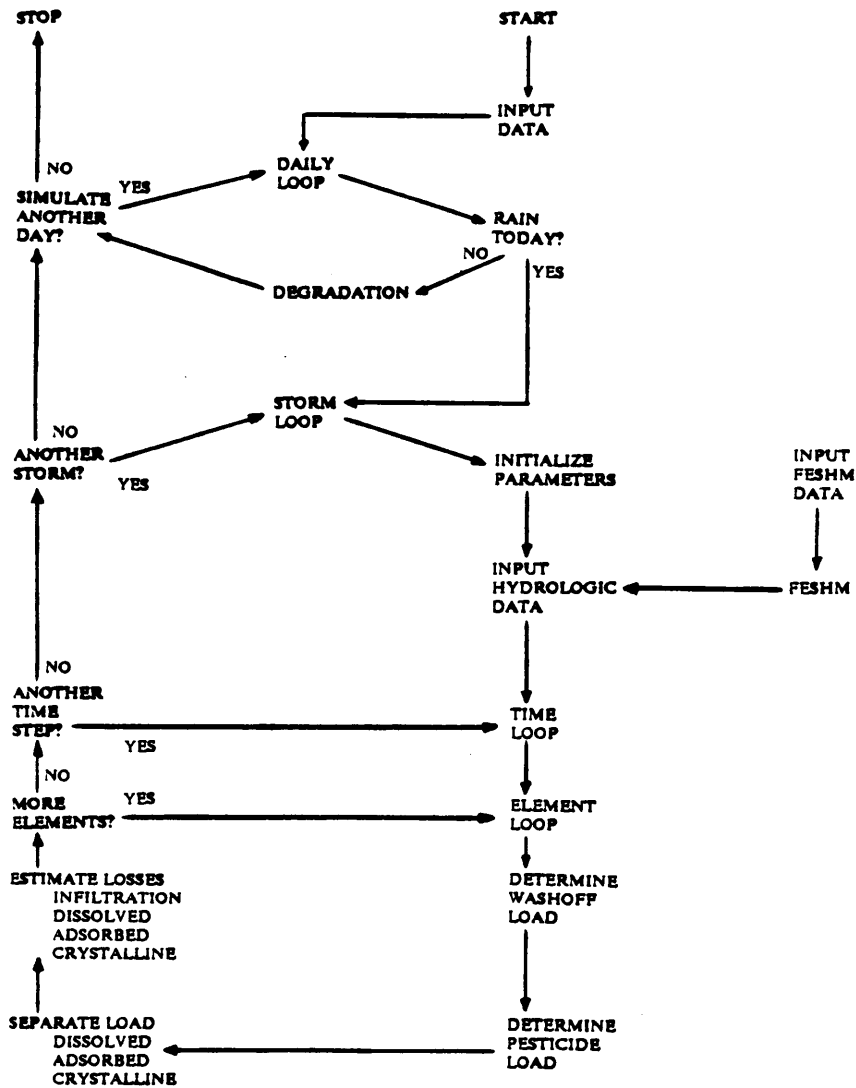 STOP
START
INPUT
DATA
NO
YES
DAILY
LOOP
SIMULATE
ANOTHER
DAY?
RAIN
TODAY?
NO
YES
DEGRADATION
STORM
LOOP
NO
ANOTHER
STORM?
YES
INITIALIZE
PARAMETERS
INPUT
FESHM
DATA
INPUT
HYDROLOGIC
DATA
FESHM
NO
ANOTHER
TIME
STEP?
YES
TIME
LOOP
NO
MORE
ELEMENTS?
YES
ELEMENT
LOOP
ESTIMATE LOSSES
INFILTRATION
DISSOLVED
ADSORBED
CRYSTALLINE
DETERMINE
WASHOFF
LOAD
SEPARATE LOAD
DISSOLVED
ADSORBED
CRYSTALLINE
DETERMINE
PESTICIDE
LOAD